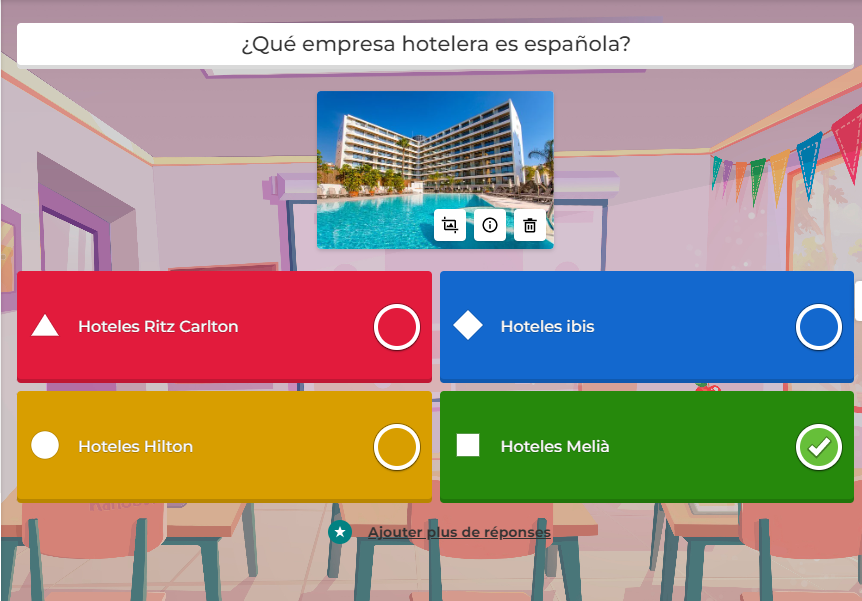 ¿Qué empresa hotelera es española?
Hoteles Ritz Carlton
Hoteles ibis
Hoteles Hilton
Hoteles Melià
Ajouter plus de réponses